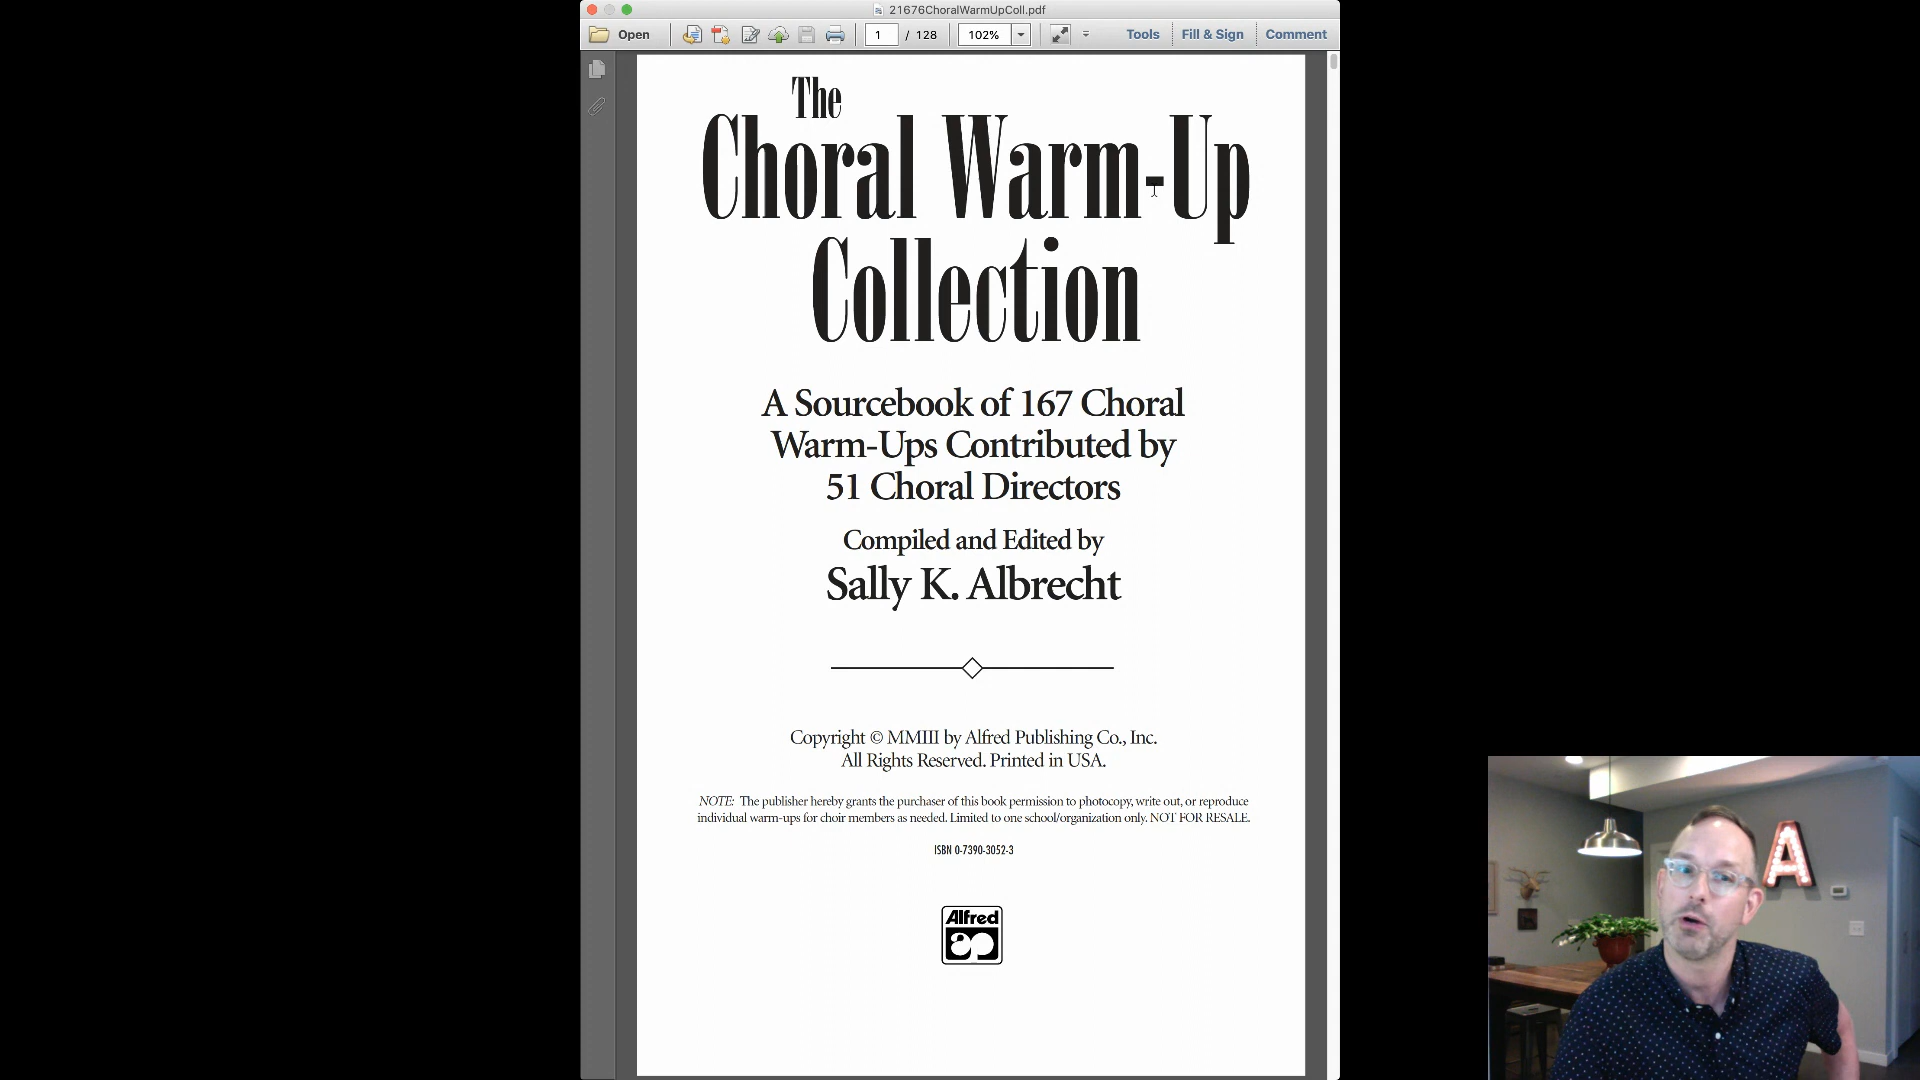 21676ChoralWarmUpColl.pdf
Open
1 / 128
102%
Tools
Fill & Sign
Comment
The
Choral Warm-Up
Collection
A Sourcebook of 167 Choral
Warm-Ups Contributed by
51 Choral Directors
Compiled and Edited by
Sally K. Albrecht
Copyright © MMIII by Alfred Publishing Co., Inc.
All Rights Reserved. Printed in USA.
NOTE: The publisher hereby grants the purchaser of this book permission to photocopy, write out, or reproduce
individual warm-ups for choir members as needed. Limited to one school/organization only. NOT FOR RESALE.
ISBN 0-7390-3052-3
Alfred
ap
A